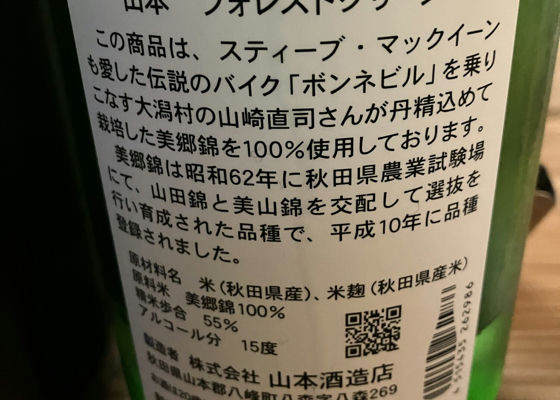 山本 フォレストグリーン
この商品は、スティーブ・マックイーン
も愛した伝説のバイク「ボンネビル」を乗り
こなす大潟村の山崎直司さんが丹精込めて
栽培した美郷錦を100%使用しております。
美郷錦は昭和62年に秋田県農業試験場
にて、山田錦と美山錦を交配して選抜を
行い育成された品種で、平成10年に品種
登録されました。
原材料名 米(秋田県産)、米麹(秋田県産米)
原料米 美郷錦100%
精米歩合 55%
アルコール分 15度
製造者 株式会社 山本酒造店
秋田県山本郡八峰町八森字八森269
お酒は20歳
4 535635 262986